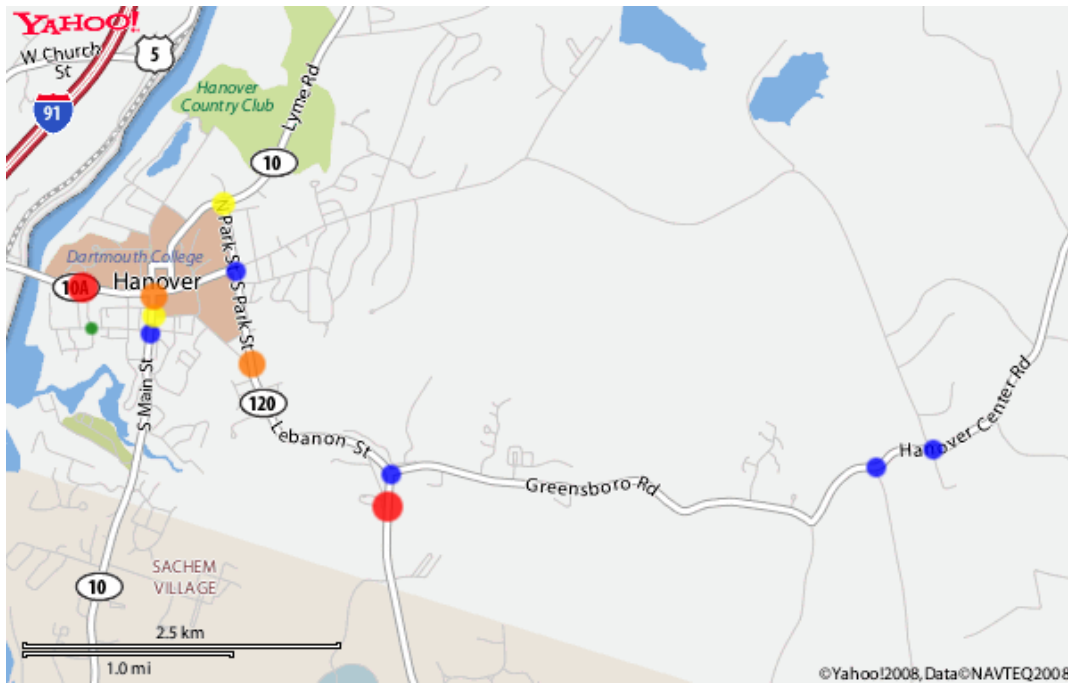 YAHOO!
W Church
St
5
91
Hanover
Country Club
Lyme Rd
10
N Park St
Dartmouth College
Hanover
10A
S Park St
S Main St
120
Lebanon St
Greensboro Rd
Hanover Center Rd
SACHEM
VILLAGE
10
2.5 km
1.0 mi
©Yahoo!2008, Data©NAVTEQ2008